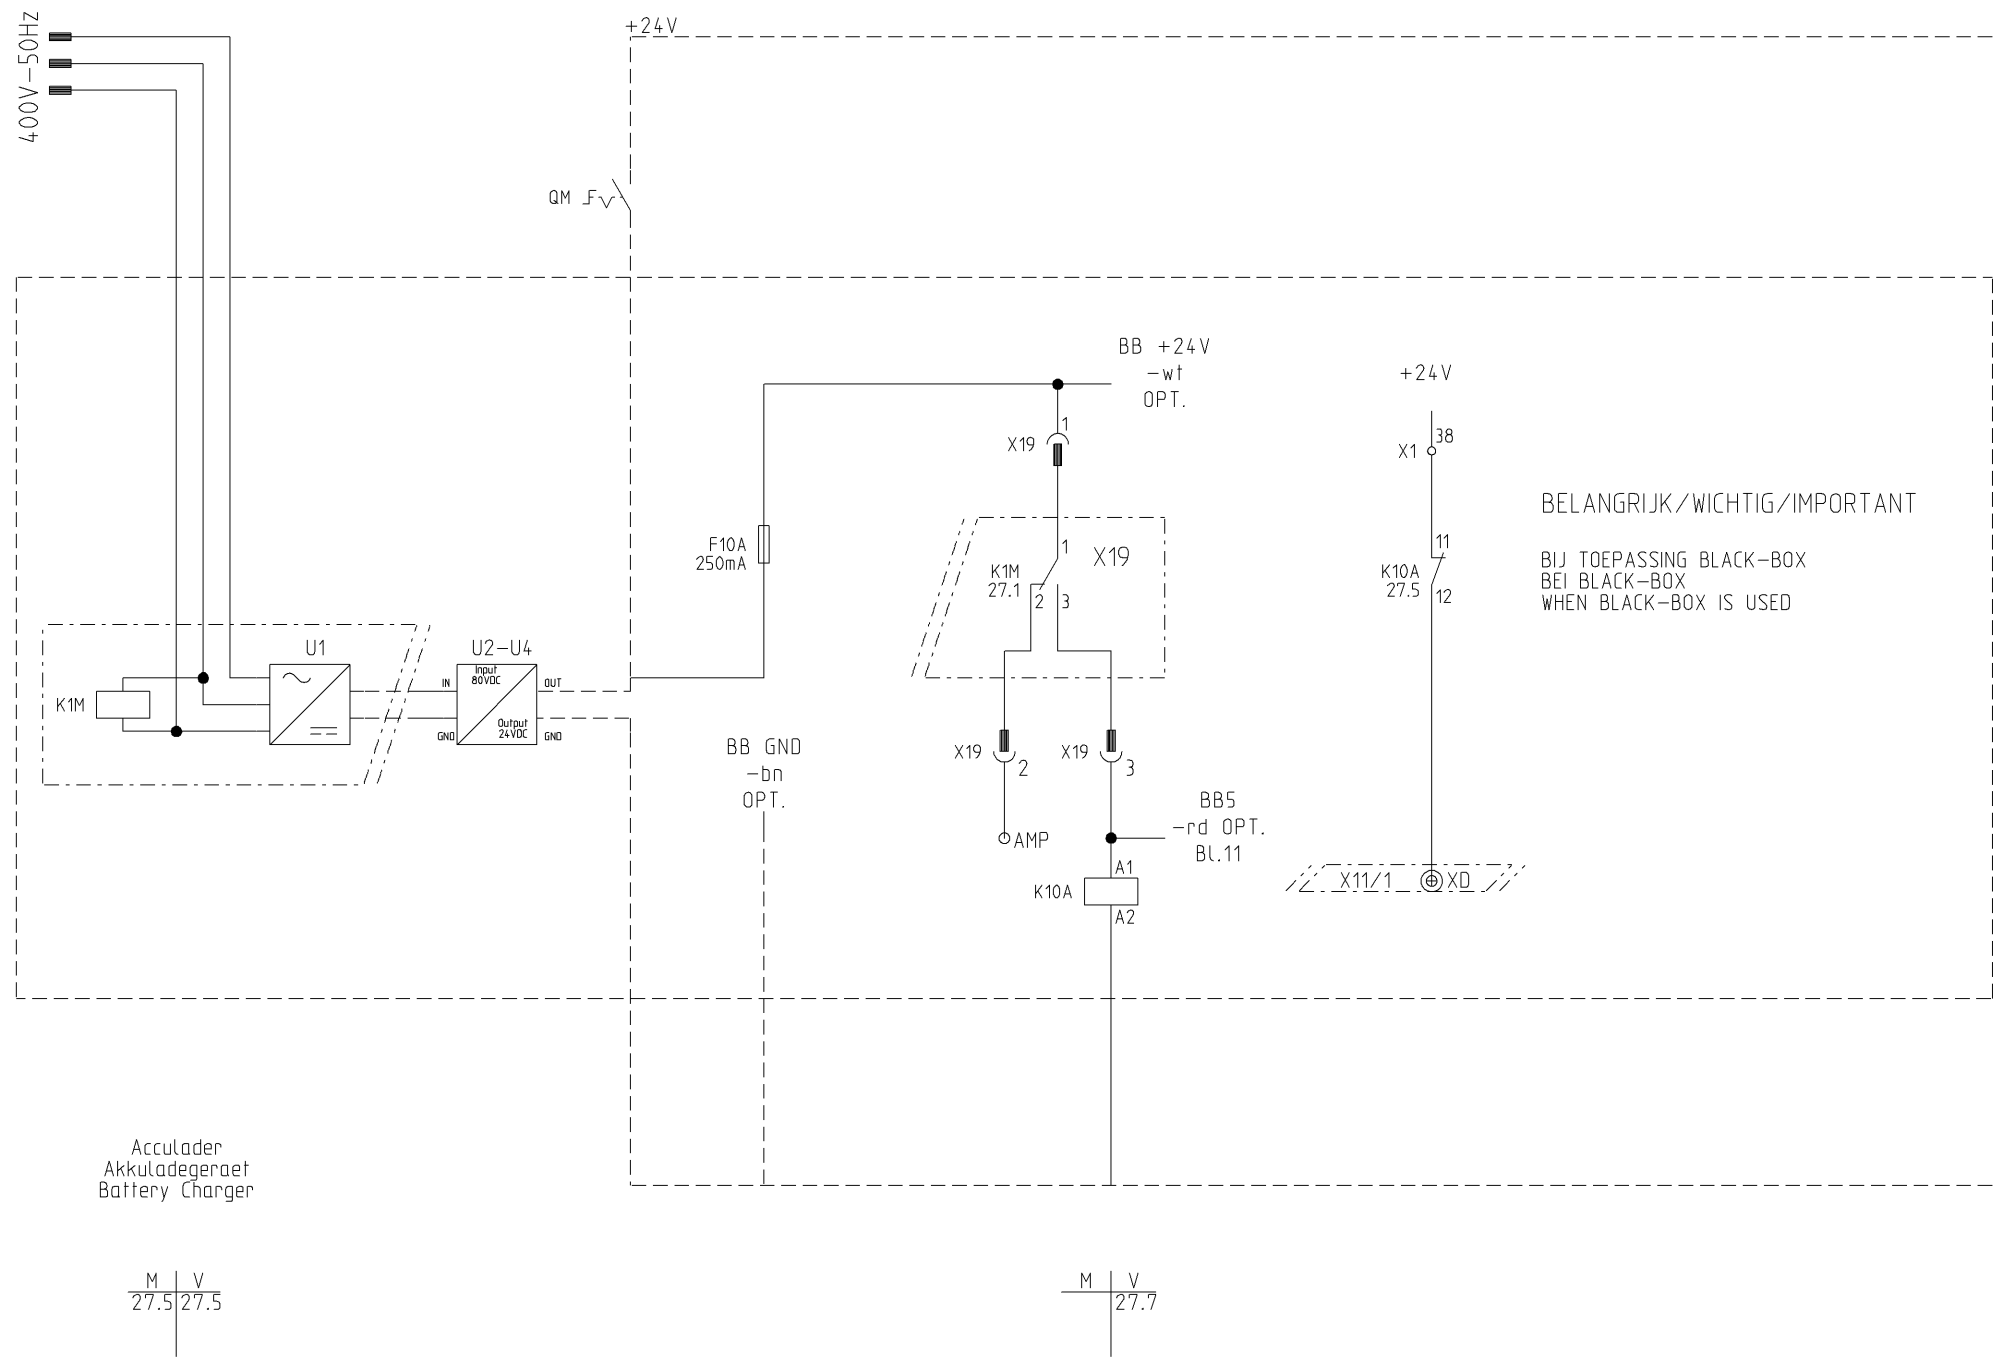 400V-50HZ
+24V
QM
BB +24V
-wt
OPT.
+24V
1
X19
38
X1
BELANGRIJK/WICHTIG/IMPORTANT
F10A
250mA
1
X19
K1M
27.1
2
3
11
K10A
27.5
12
BIJ TOEPASSING BLACK-BOX
BEI BLACK-BOX
WHEN BLACK-BOX IS USED
U1
U2-U4
Input
80VDC
IN
OUT
K1M
Output
24VDC
GND
GND
BB GND
-bn
OPT.
X19
2
X19
3
AMP
BB5
-rd OPT.
Bl.11
A1
K10A
A2
X11/1
XD
Acculader
Akkuladegeraet
Battery Charger
M V
27.5 27.5
M V
27.7